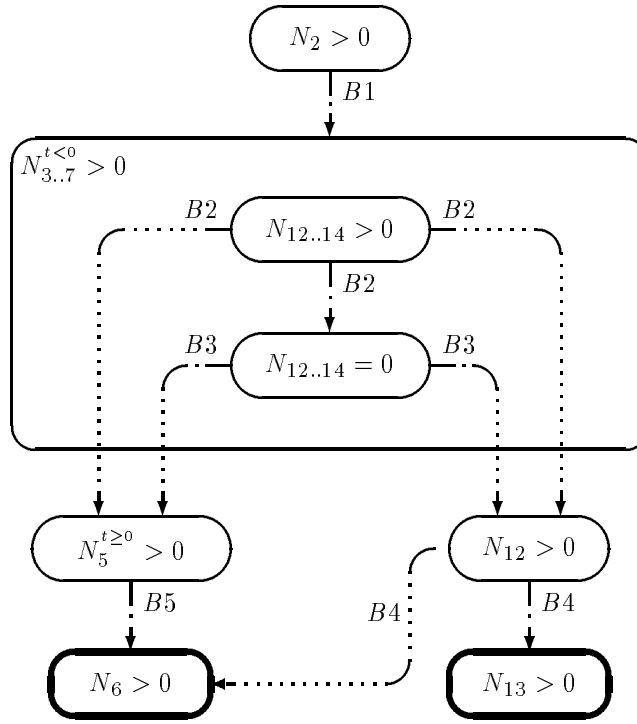 N_2 > 0
B1
N_{3..7}^{t<0} > 0
B2 N_{12..14} > 0 B2
B2
B3 N_{12..14} = 0 B3
N_5^{t≥0} > 0 N_{12} > 0
B5 B4 B4
N_6 > 0 N_{13} > 0